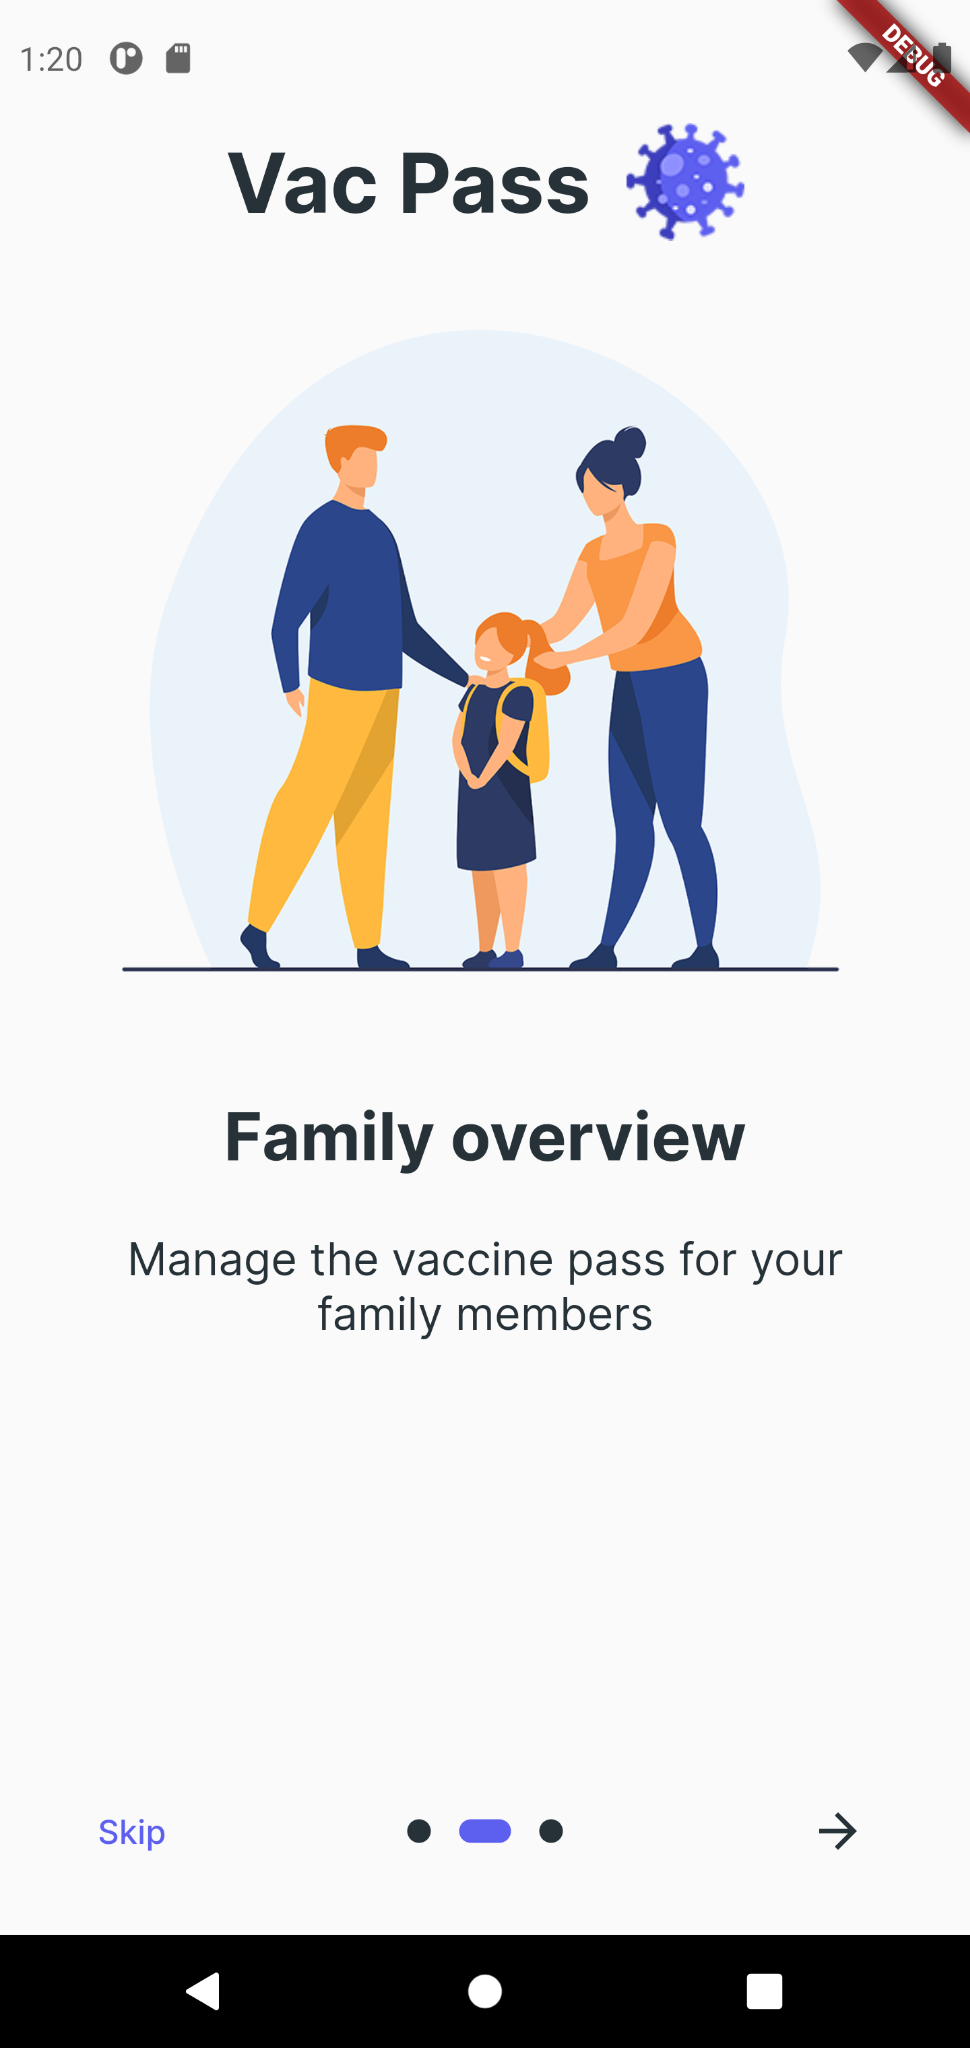 1:20
DEBUG
Vac Pass
Family overview
Manage the vaccine pass for your
family members
Skip